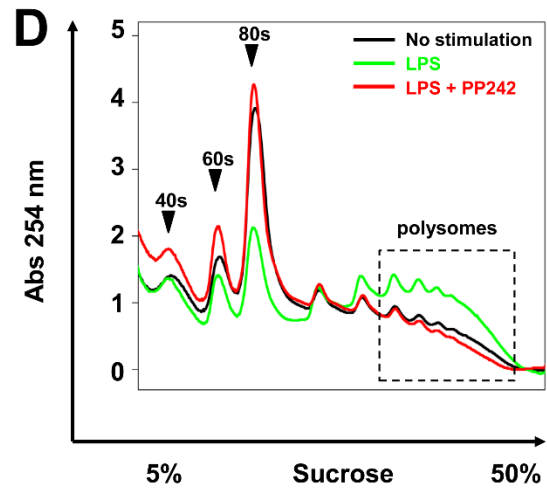 D
No stimulation
LPS
LPS + PP242
80s
60s
40s
polysomes
Abs 254 nm
5
4
3
2
1
0
5% Sucrose 50%